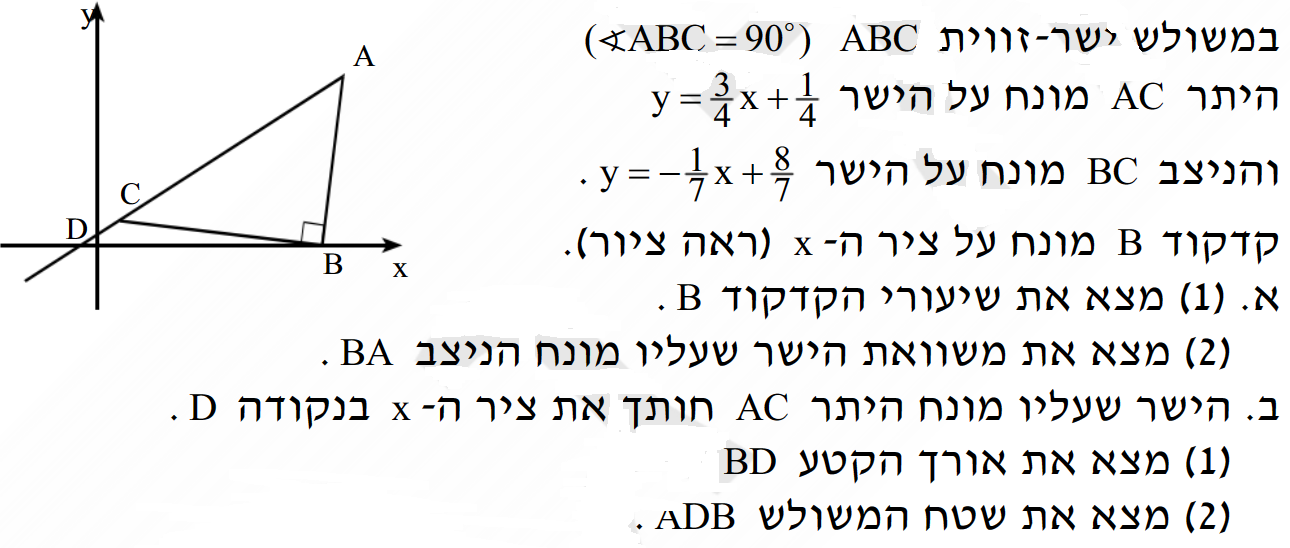 במשולש ישר-זווית ABC (∢ABC = 90°)
היתר AC מונח על הישר y = 3/4 x + 1/4
והניצב BC מונח על הישר y = -1/7 x + 8/7 .
קדקוד B מונח על ציר ה- x (ראה ציור).
א. (1) מצא את שיעורי הקדקוד B .
(2) מצא את משוואת הישר שעליו מונח הניצב BA .
ב. הישר שעליו מונח היתר AC חותך את ציר ה- x בנקודה D .
(1) מצא את אורך הקטע BD
(2) מצא את שטח המשולש ADB .
y
A
C
D
B
x